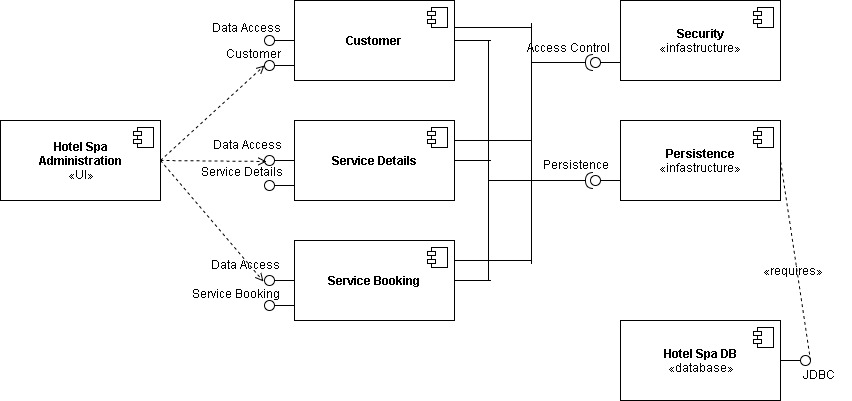 Data Access
Customer
Customer
Access Control
Security
«infastructure»
Hotel Spa
Administration
«UI»
Data Access
Service Details
Service Details
Persistence
Persistence
«infastructure»
Data Access
Service Booking
Service Booking
«requires»
Hotel Spa DB
«database»
JDBC